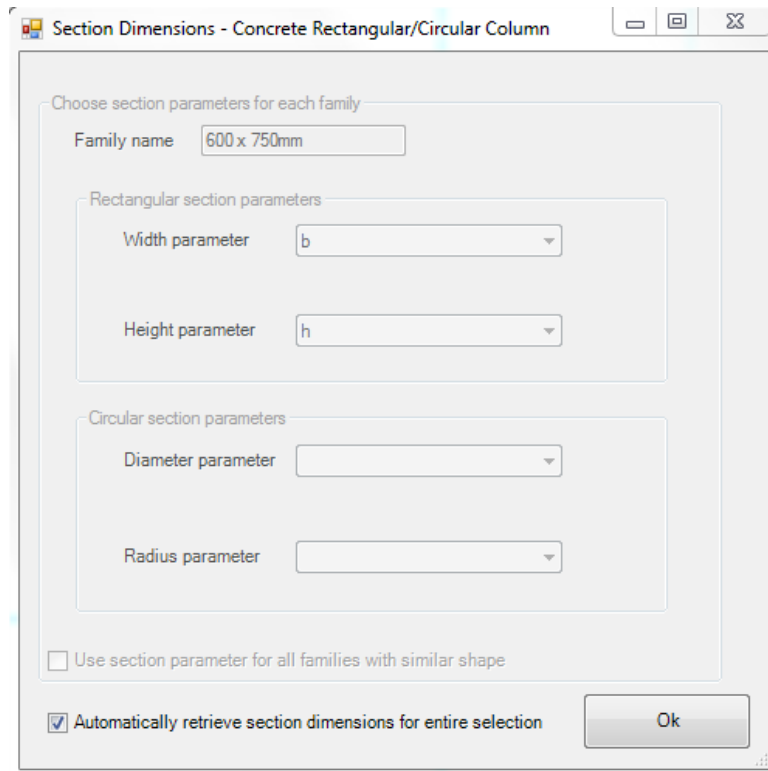 Section Dimensions - Concrete Rectangular/Circular Column
Choose section parameters for each family
Family name 600 x 750mm
Rectangular section parameters
Width parameter b
Height parameter h
Circular section parameters
Diameter parameter
Radius parameter
Use section parameter for all families with similar shape
Automatically retrieve section dimensions for entire selection Ok